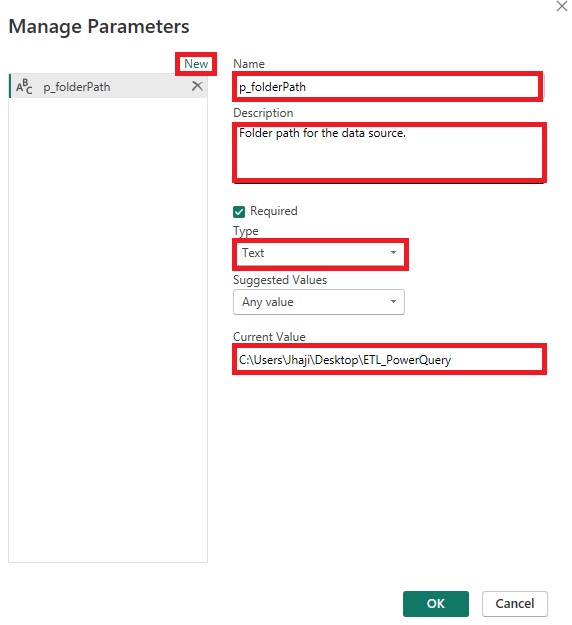 Manage Parameters
New
ABC p_folderPath
Name
p_folderPath
Description
Folder path for the data source.
Required
Type
Text
Suggested Values
Any value
Current Value
C:\Users\Jhaji\Desktop\ETL_PowerQuery
OK
Cancel